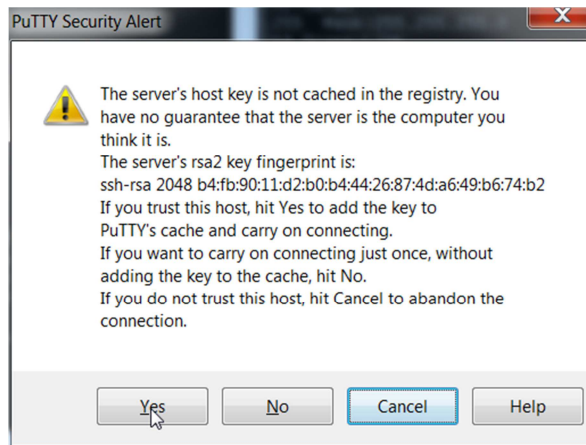 PuTTY Security Alert
The server's host key is not cached in the registry. You
have no guarantee that the server is the computer you
think it is.
The server's rsa2 key fingerprint is:
ssh-rsa 2048 b4:fb:90:11:d2:b0:b4:44:26:87:4d:a6:49:b6:74:b2
If you trust this host, hit Yes to add the key to
PuTTY's cache and carry on connecting.
If you want to carry on connecting just once, without
adding the key to the cache, hit No.
If you do not trust this host, hit Cancel to abandon the
connection.
Yes No Cancel Help